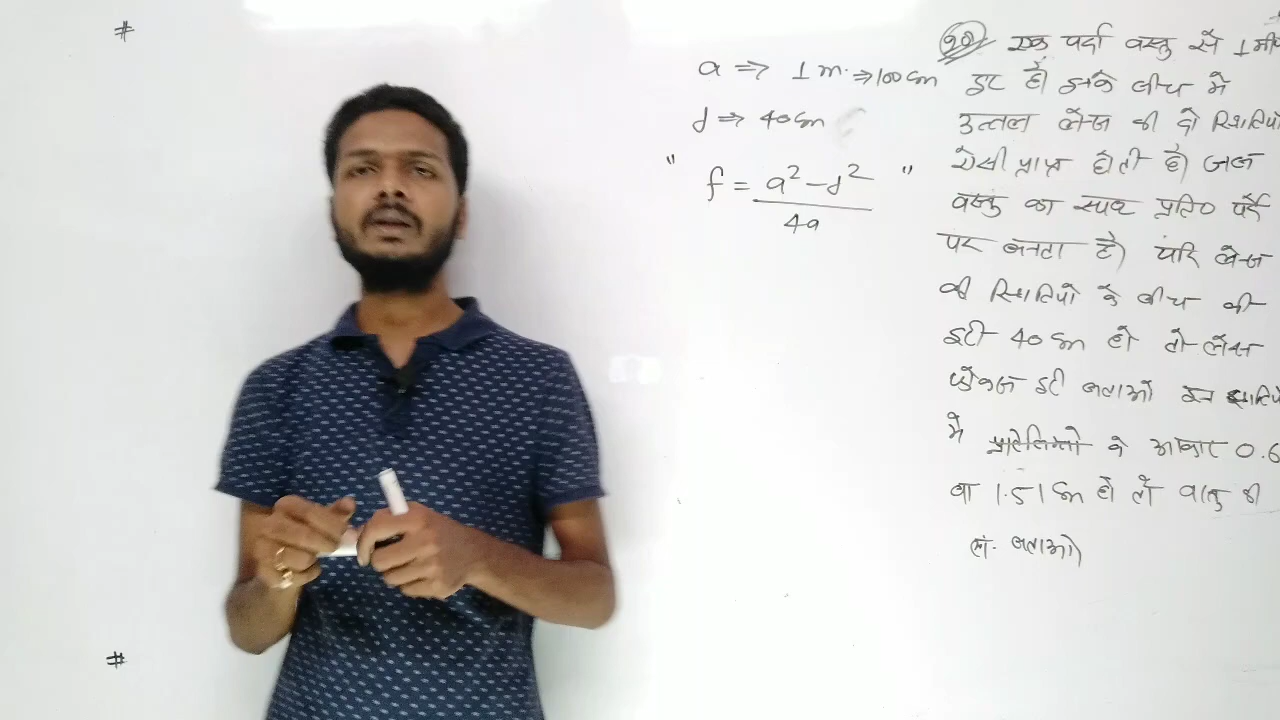 #
a ⇒ 1 m. ⇒ 100 cm
d ⇒ 40 cm
" f = a² – d² / 4a "
#
20) एक पर्दा वस्तु से 1 मी
दूर है। इनके बीच में
उत्तल लेन्स की दो स्थितियाँ
ऐसी प्राप्त होती है। जब
वस्तु का स्पष्ट प्रति० पर्दे
पर बनता है) यदि लेन्स
की स्थितियों के बीच की
दूरी 40 cm हो तो लेंस
फोकस दूरी बताओ इन स्थितियों
में प्रतिबिम्बो के आकार 0.6
वा 1.51 cm हो तो वस्तु की
लं. बताओ)